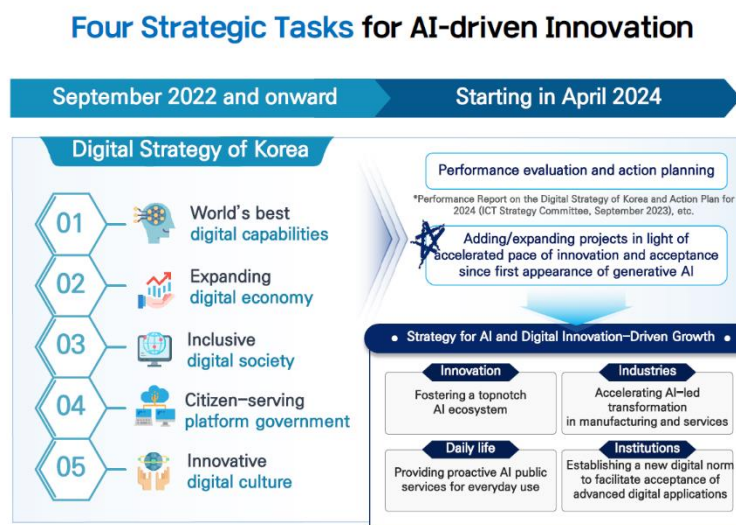 Four Strategic Tasks for AI-driven Innovation
September 2022 and onward
Starting in April 2024
Digital Strategy of Korea
01
World's best
digital capabilities
02
Expanding
digital economy
03
Inclusive
digital society
04
Citizen-serving
platform government
05
Innovative
digital culture
Performance evaluation and action planning
*Performance Report on the Digital Strategy of Korea and Action Plan for
2024 (ICT Strategy Committee, September 2023), etc.
Adding/expanding projects in light of
accelerated pace of innovation and acceptance
since first appearance of generative AI
• Strategy for AI and Digital Innovation-Driven Growth •
Innovation
Fostering a topnotch
AI ecosystem
Industries
Accelerating AI-led
transformation
in manufacturing and services
Daily life
Providing proactive AI public
services for everyday use
Institutions
Establishing a new digital norm
to facilitate acceptance of
advanced digital applications